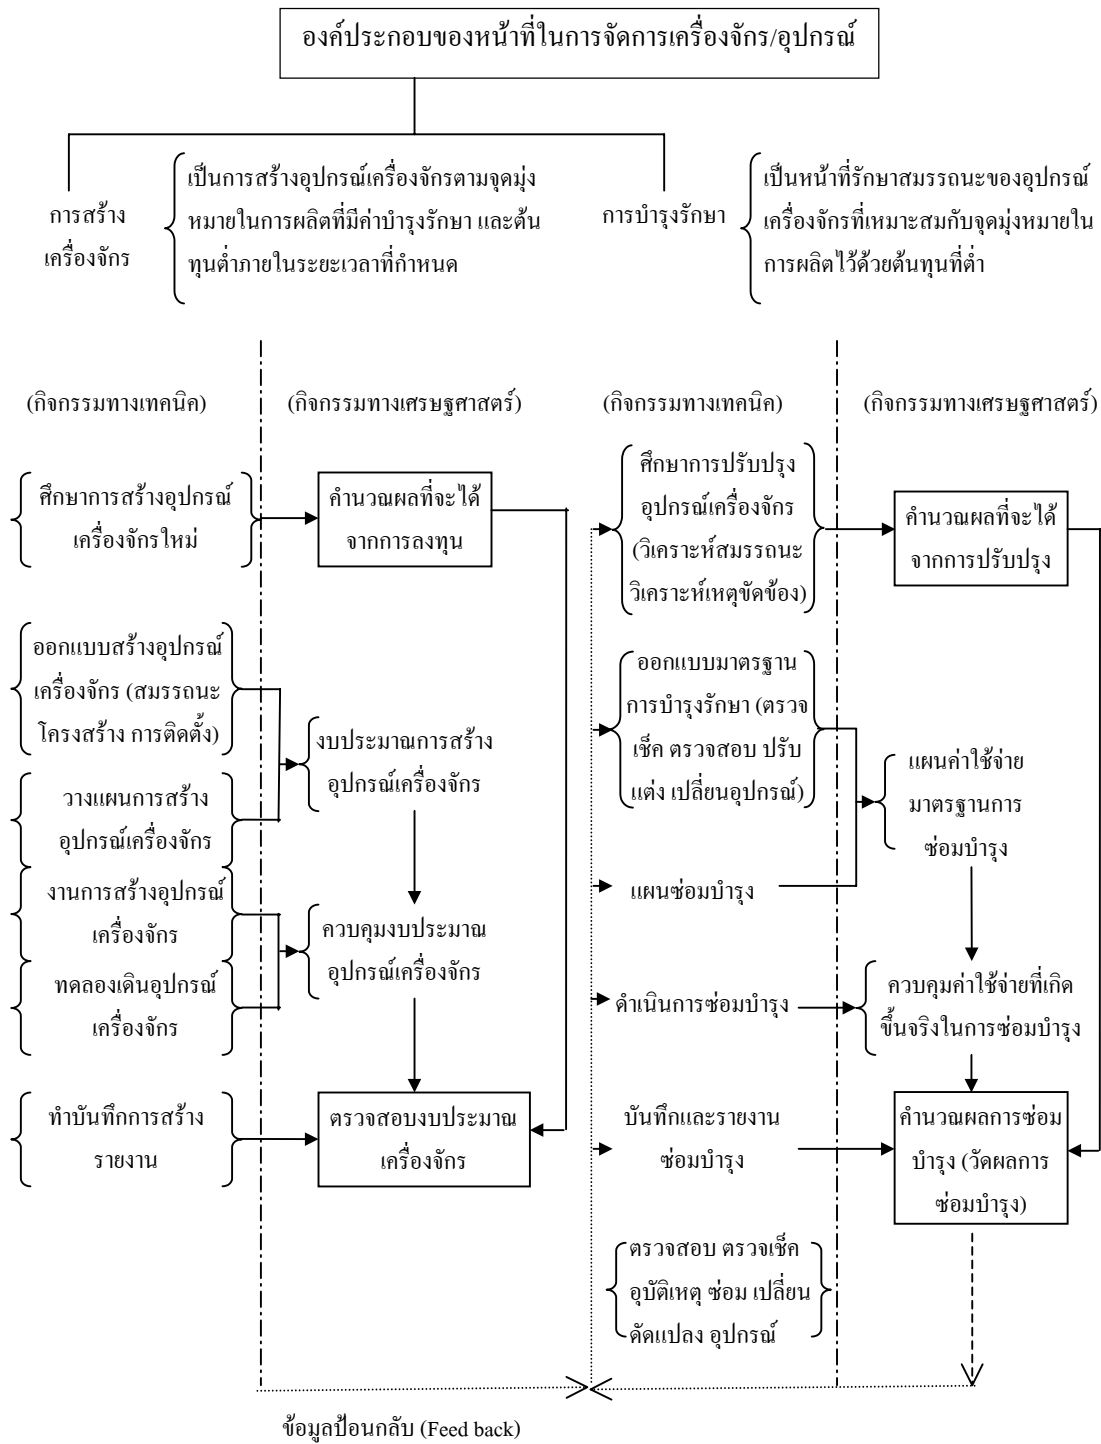 องค์ประกอบของหน้าที่ในการจัดการเครื่องจักร/อุปกรณ์
การสร้าง
เครื่องจักร
เป็นการสร้างอุปกรณ์เครื่องจักรตามจุดมุ่ง
หมายในการผลิตที่มีค่าบำรุงรักษา และต้น
ทุนต่ำภายในระยะเวลาที่กำหนด
การบำรุงรักษา
เป็นหน้าที่รักษาสมรรถนะของอุปกรณ์
เครื่องจักรที่เหมาะสมกับจุดมุ่งหมายใน
การผลิตไว้ด้วยต้นทุนที่ต่ำ
(กิจกรรมทางเทคนิค)
(กิจกรรมทางเศรษฐศาสตร์)
(กิจกรรมทางเทคนิค)
(กิจกรรมทางเศรษฐศาสตร์)
ศึกษาการสร้างอุปกรณ์
เครื่องจักรใหม่
คำนวณผลที่จะได้
จากการลงทุน
ออกแบบสร้างอุปกรณ์
เครื่องจักร (สมรรถนะ
โครงสร้าง การติดตั้ง)
วางแผนการสร้าง
อุปกรณ์เครื่องจักร
งบประมาณการสร้าง
อุปกรณ์เครื่องจักร
งานการสร้างอุปกรณ์
เครื่องจักร
ทดลองเดินอุปกรณ์
เครื่องจักร
ควบคุมงบประมาณ
อุปกรณ์เครื่องจักร
ทำบันทึกการสร้าง
รายงาน
ตรวจสอบงบประมาณ
เครื่องจักร
ศึกษาการปรับปรุง
อุปกรณ์เครื่องจักร
(วิเคราะห์สมรรถนะ
วิเคราะห์เหตุขัดข้อง)
คำนวณผลที่จะได้
จากการปรับปรุง
ออกแบบมาตรฐาน
การบำรุงรักษา (ตรวจ
เช็ค ตรวจสอบ ปรับ
แต่ง เปลี่ยนอุปกรณ์)
แผนซ่อมบำรุง
แผนค่าใช้จ่าย
มาตรฐานการ
ซ่อมบำรุง
ดำเนินการซ่อมบำรุง
ควบคุมค่าใช้จ่ายที่เกิด
ขึ้นจริงในการซ่อมบำรุง
บันทึกและรายงาน
ซ่อมบำรุง
คำนวณผลการซ่อม
บำรุง (วัดผลการ
ซ่อมบำรุง)
ตรวจสอบ ตรวจเช็ค
อุบัติเหตุ ซ่อม เปลี่ยน
ดัดแปลง อุปกรณ์
ข้อมูลป้อนกลับ (Feed back)